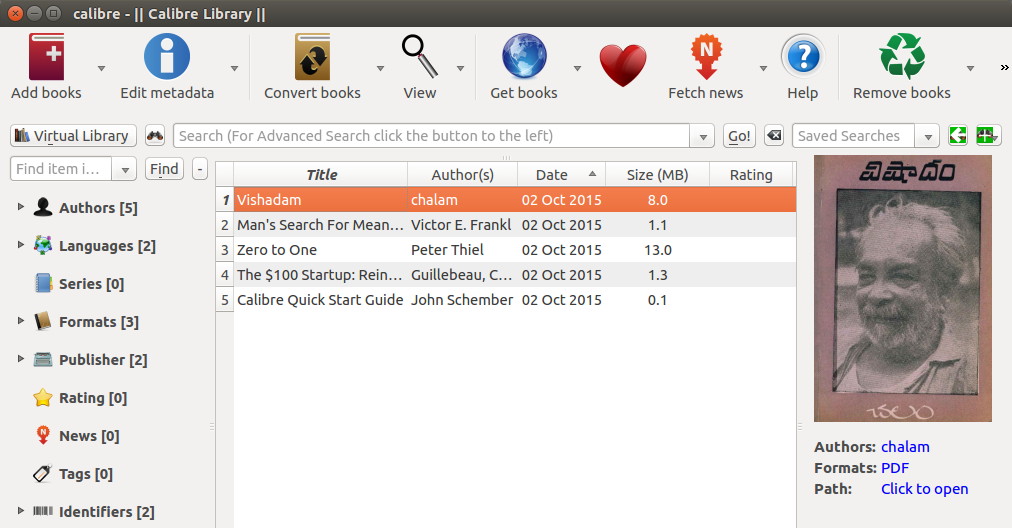 calibre - || Calibre Library ||
Add books
Edit metadata
Convert books
View
Get books
Fetch news
Help
Remove books
»
Virtual Library
Search (For Advanced Search click the button to the left)
Go!
Saved Searches
Find item i...
Find
-
Title Author(s) Date Size (MB) Rating
1 Vishadam chalam 02 Oct 2015 8.0
2 Man's Search For Mean... Victor E. Frankl 02 Oct 2015 1.1
3 Zero to One Peter Thiel 02 Oct 2015 13.0
4 The $100 Startup: Rein... Guillebeau, C... 02 Oct 2015 1.3
5 Calibre Quick Start Guide John Schember 02 Oct 2015 0.1
Authors [5]
Languages [2]
Series [0]
Formats [3]
Publisher [2]
Rating [0]
News [0]
Tags [0]
Identifiers [2]
విషాదం
చలం
Authors: chalam
Formats: PDF
Path: Click to open